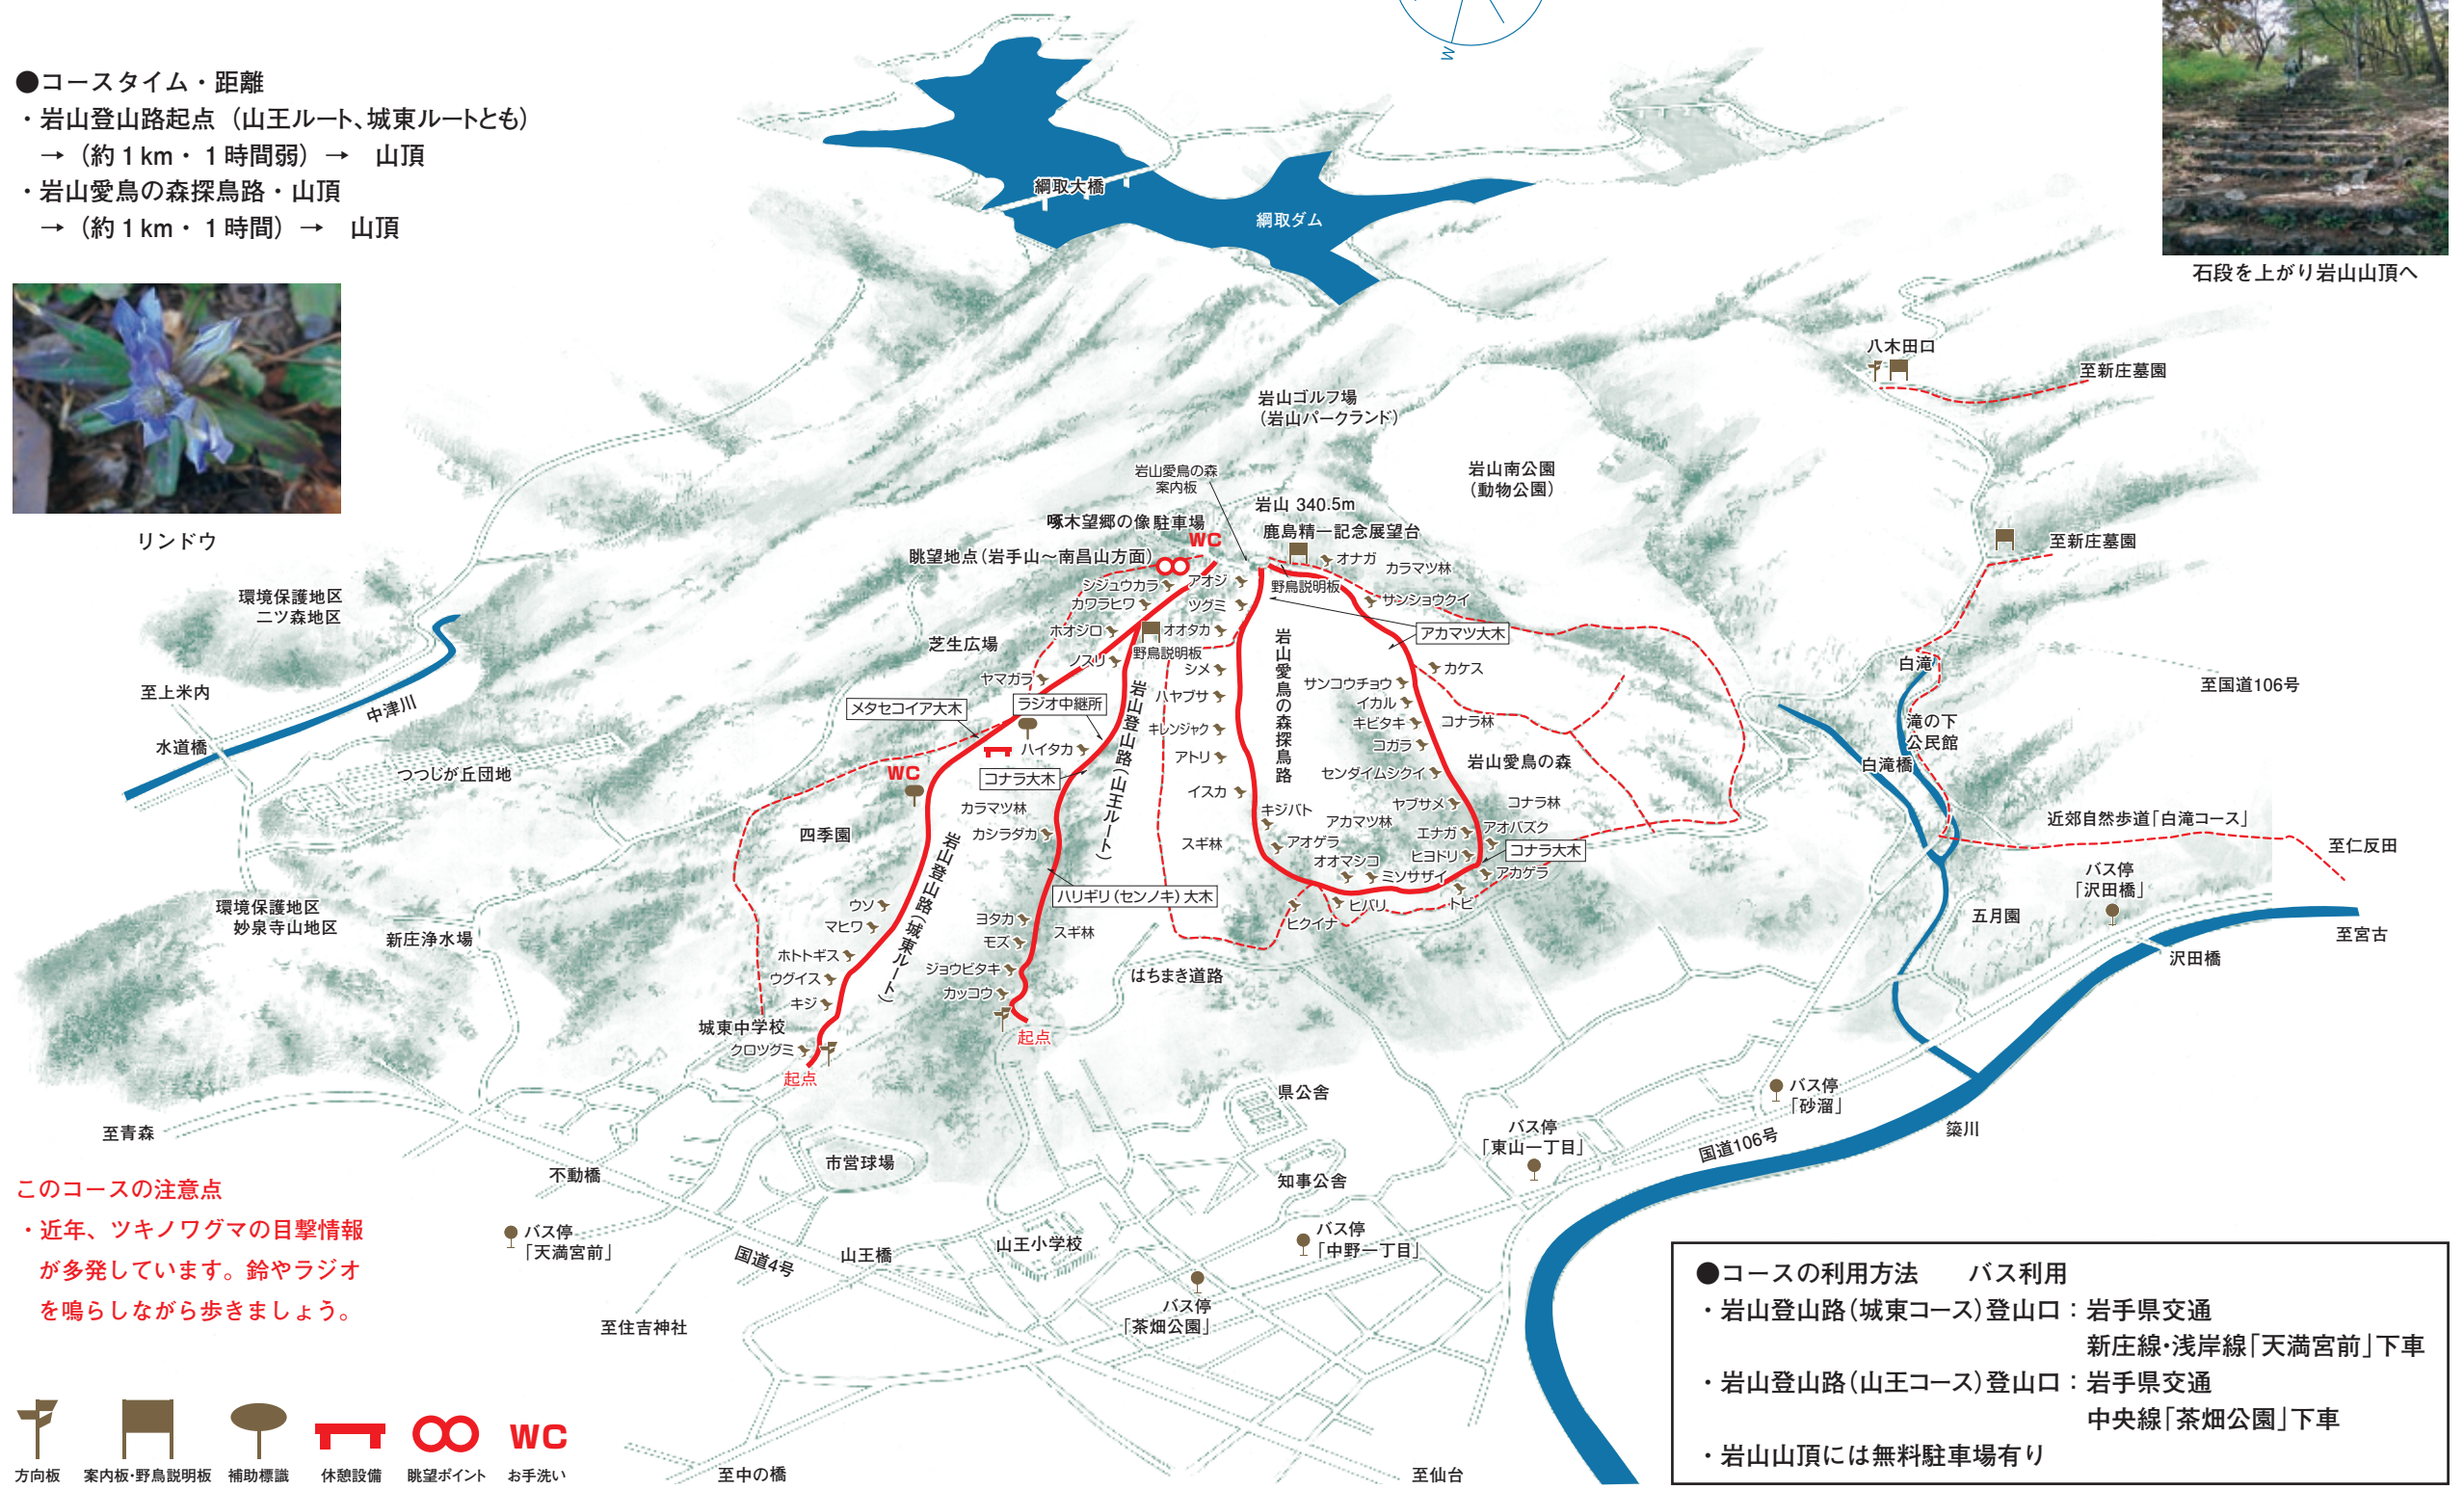 ●コースタイム・距離
・岩山登山路起点（山王ルート、城東ルートとも）
→（約１km・１時間弱）→　山頂
・岩山愛鳥の森探鳥路・山頂
→（約１km・１時間）→　山頂
リンドウ
N
石段を上がり岩山山頂へ
綱取大橋
綱取ダム
八木田口
至新庄墓園
岩山ゴルフ場
（岩山パークランド）
岩山愛鳥の森
案内板
岩山 340.5m
岩山南公園
（動物公園）
啄木望郷の像
駐車場
WC
鹿島精一記念展望台
至新庄墓園
眺望地点（岩手山～南昌山方面）
オナガ
カラマツ林
野鳥説明板
シジュウカラ
アオジ
カワラヒワ
ツグミ
サンショウクイ
環境保護地区
二ツ森地区
ホオジロ
オオタカ
アカマツ大木
芝生広場
野鳥説明板
ノスリ
シメ
カケス
白滝
ヤマガラ
サンコウチョウ
至国道106号
至上米内
中津川
メタセコイア大木
ラジオ中継所
ハヤブサ
イカル
キビタキ
コナラ林
滝の下
公民館
キレンジャク
岩山愛鳥の森探鳥路
岩山登山路（山王ルート）
水道橋
ハイタカ
アトリ
コガラ
岩山愛鳥の森
白滝橋
つつじが丘団地
WC
コナラ大木
センダイムシクイ
イスカ
カラマツ林
キジバト
ヤブサメ
コナラ林
アカマツ林
近郊自然歩道「白滝コース」
四季園
カシラダカ
スギ林
アオゲラ
エナガ
アオバズク
至仁反田
オオマシコ
ヒヨドリ
コナラ大木
バス停
「沢田橋」
ミソサザイ
アカゲラ
岩山登山路（城東ルート）
ハリギリ（センノキ）大木
環境保護地区
妙泉寺山地区
ウソ
ヒバリ
トビ
マヒワ
ヨタカ
ヒクイナ
五月園
新庄浄水場
モズ
スギ林
至宮古
ホトトギス
ジョウビタキ
はちまき道路
沢田橋
ウグイス
カッコウ
キジ
城東中学校
起点
クロツグミ
起点
県公舎
バス停
「砂溜」
至青森
バス停
「東山一丁目」
国道106号
簗川
不動橋
市営球場
知事公舎
このコースの注意点
・近年、ツキノワグマの目撃情報
が多発しています。鈴やラジオ
を鳴らしながら歩きましょう。
バス停
「天満宮前」
国道4号
山王橋
山王小学校
バス停
「中野一丁目」
バス停
「茶畑公園」
至住吉神社
●コースの利用方法　　バス利用
・岩山登山路（城東コース）登山口：岩手県交通
新庄線・浅岸線「天満宮前」下車
・岩山登山路（山王コース）登山口：岩手県交通
中央線「茶畑公園」下車
・岩山山頂には無料駐車場有り
WC
方向板
案内板・野鳥説明板
補助標識
休憩設備
眺望ポイント
お手洗い
至中の橋
至仙台